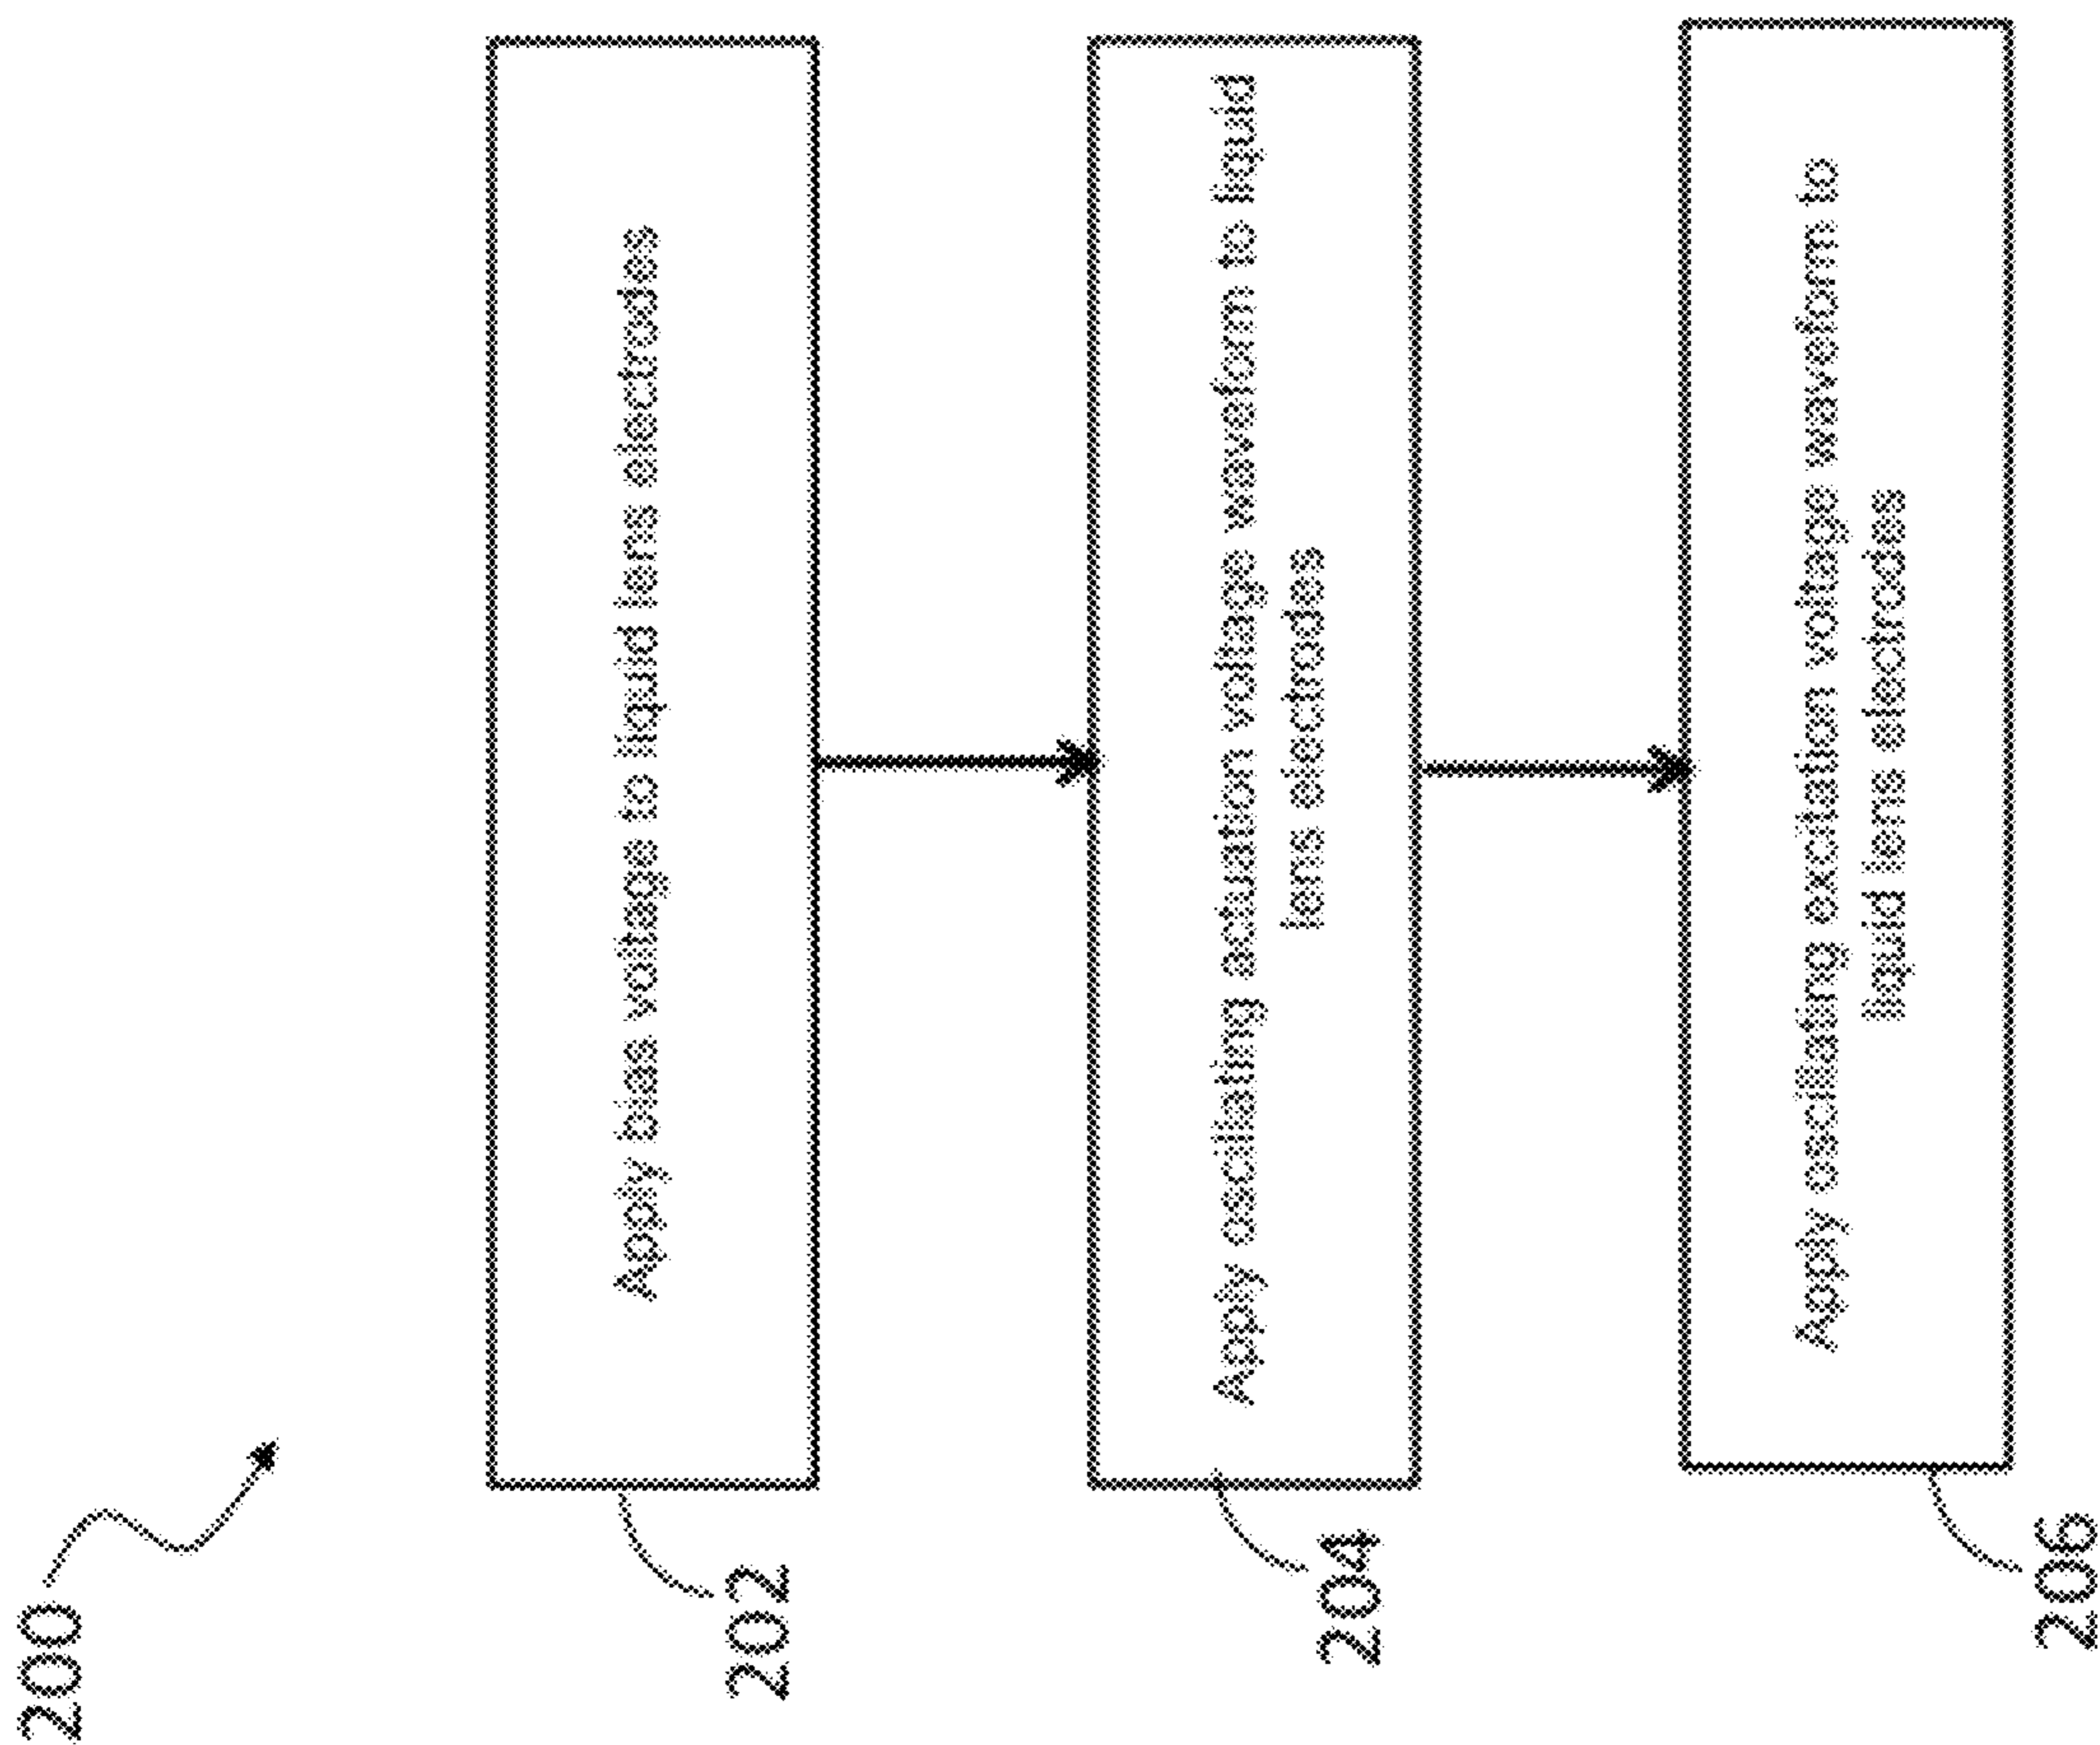 200
202
Apply bias voltage to liquid lens electrodes
204
Apply oscillating actuation voltage waveform to liquid
lens electrodes
206
Apply oscillating excitation voltage waveform to
liquid lens electrodes